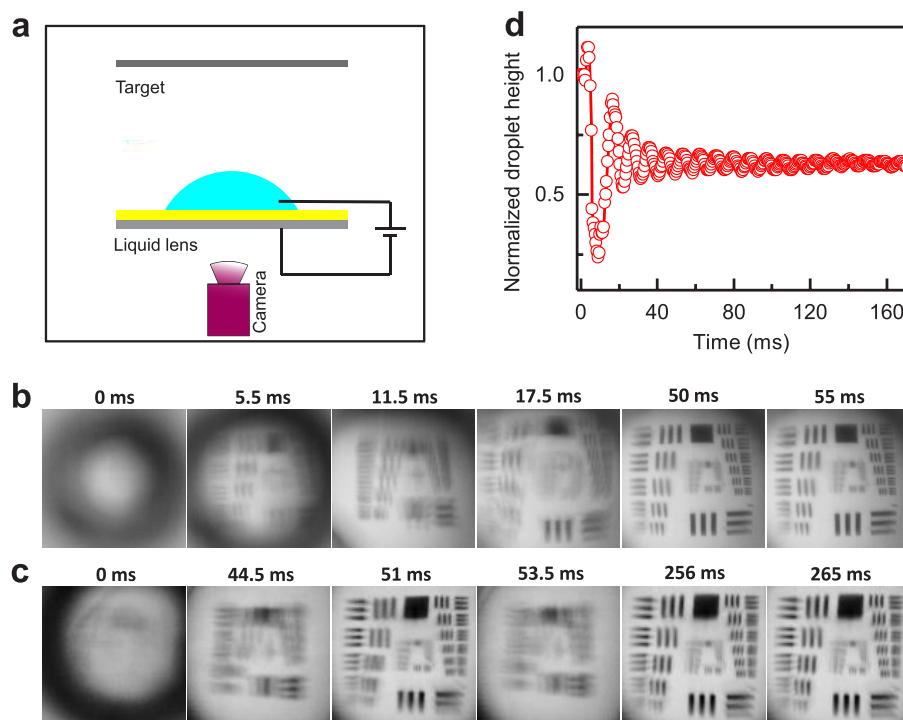 a
Target
Liquid lens
Camera
d
Normalized droplet height
1.0
0.5
0
40
80
120
160
Time (ms)
b
0 ms
5.5 ms
11.5 ms
17.5 ms
50 ms
55 ms
c
0 ms
44.5 ms
51 ms
53.5 ms
256 ms
265 ms